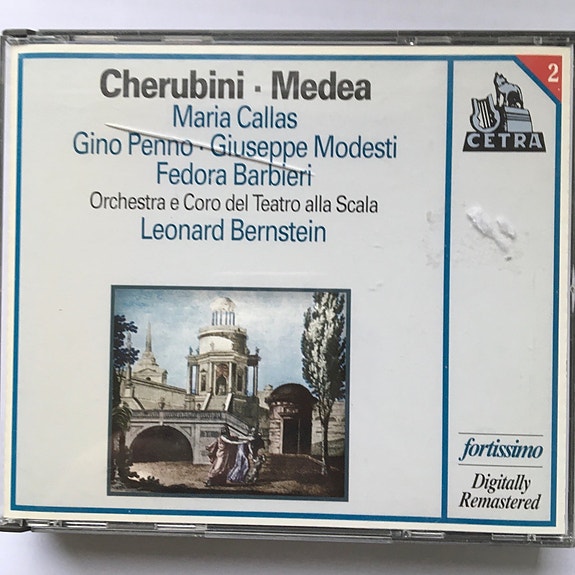 Cherubini · Medea
Maria Callas
Gino Penno · Giuseppe Modesti
Fedora Barbieri
Orchestra e Coro del Teatro alla Scala
Leonard Bernstein
2
CETRA
fortissimo
Digitally
Remastered